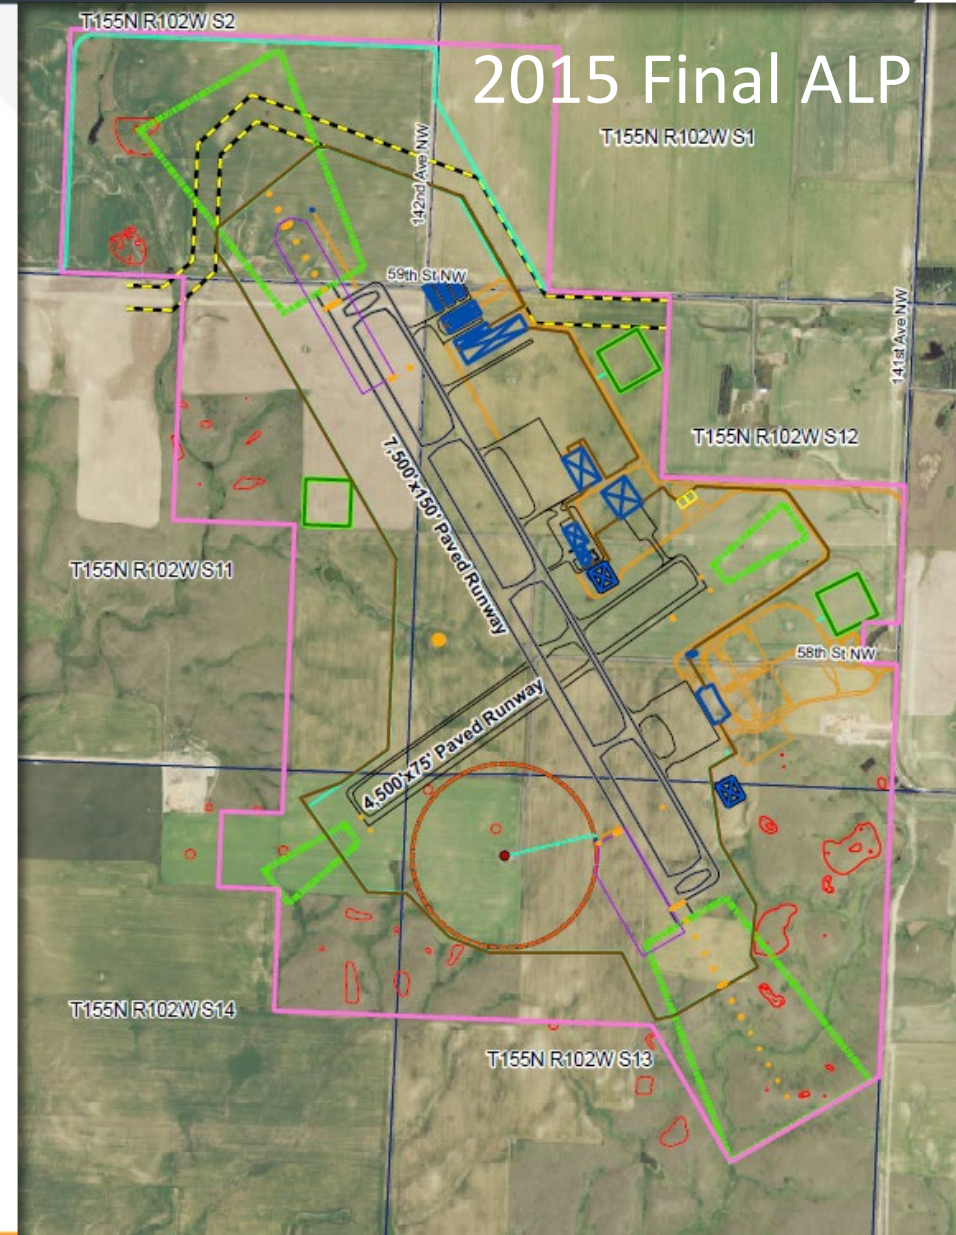 T155N R102W S2
2015 Final ALP
T155N R102W S1
142nd Ave NW
59th St NW
141st Ave NW
T155N R102W S12
7,500'x150' Paved Runway
T155N R102W S11
58th St NW
4,500'x75' Paved Runway
T155N R102W S14
T155N R102W S13